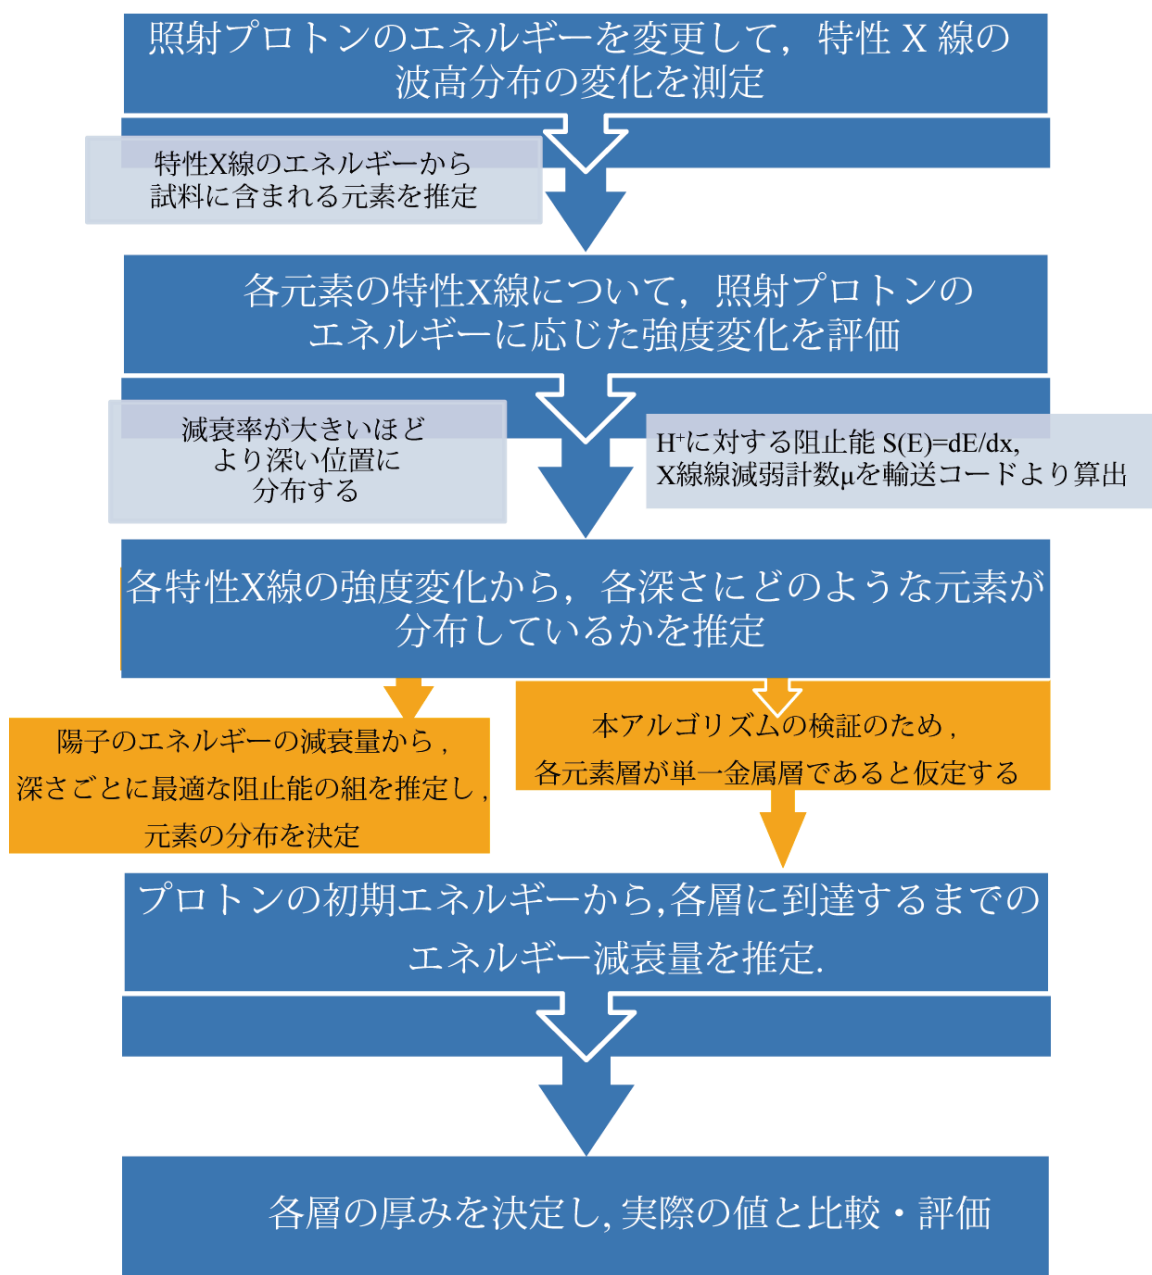 照射プロトンのエネルギーを変更して，特性 X 線の
波高分布の変化を測定
特性X線のエネルギーから
試料に含まれる元素を推定
各元素の特性X線について，照射プロトンの
エネルギーに応じた強度変化を評価
減衰率が大きいほど
より深い位置に
分布する
H⁺に対する阻止能 S(E)=dE/dx,
X線線減弱計数μを輸送コードより算出
各特性X線の強度変化から，各深さにどのような元素が
分布しているかを推定
陽子のエネルギーの減衰量から,
深さごとに最適な阻止能の組を推定し,
元素の分布を決定
本アルゴリズムの検証のため,
各元素層が単一金属層であると仮定する
プロトンの初期エネルギーから,各層に到達するまでの
エネルギー減衰量を推定.
各層の厚みを決定し, 実際の値と比較・評価